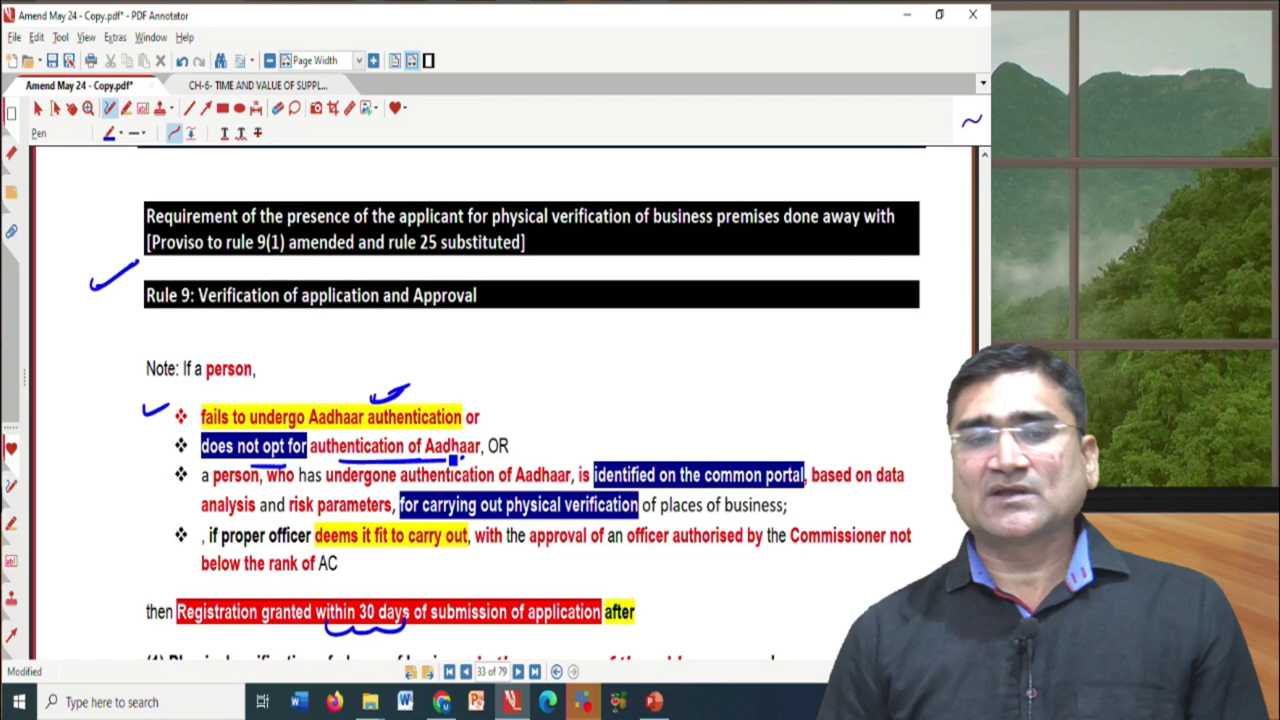 Amend May 24 - Copy.pdf* - PDF Annotator
File Edit Tool View Extras Window Help
Page Width
Amend May 24 - Copy.pdf* CH-6- TIME AND VALUE OF SUPPL...
Pen
Requirement of the presence of the applicant for physical verification of business premises done away with
[Proviso to rule 9(1) amended and rule 25 substituted]
Rule 9: Verification of application and Approval
Note: If a person,
❖ fails to undergo Aadhaar authentication or
❖ does not opt for authentication of Aadhaar, OR
❖ a person, who has undergone authentication of Aadhaar, is identified on the common portal, based on data
analysis and risk parameters, for carrying out physical verification of places of business;
❖ , if proper officer deems it fit to carry out, with the approval of an officer authorised by the Commissioner not
below the rank of AC
then Registration granted within 30 days of submission of application after
Modified 33 of 79
Type here to search